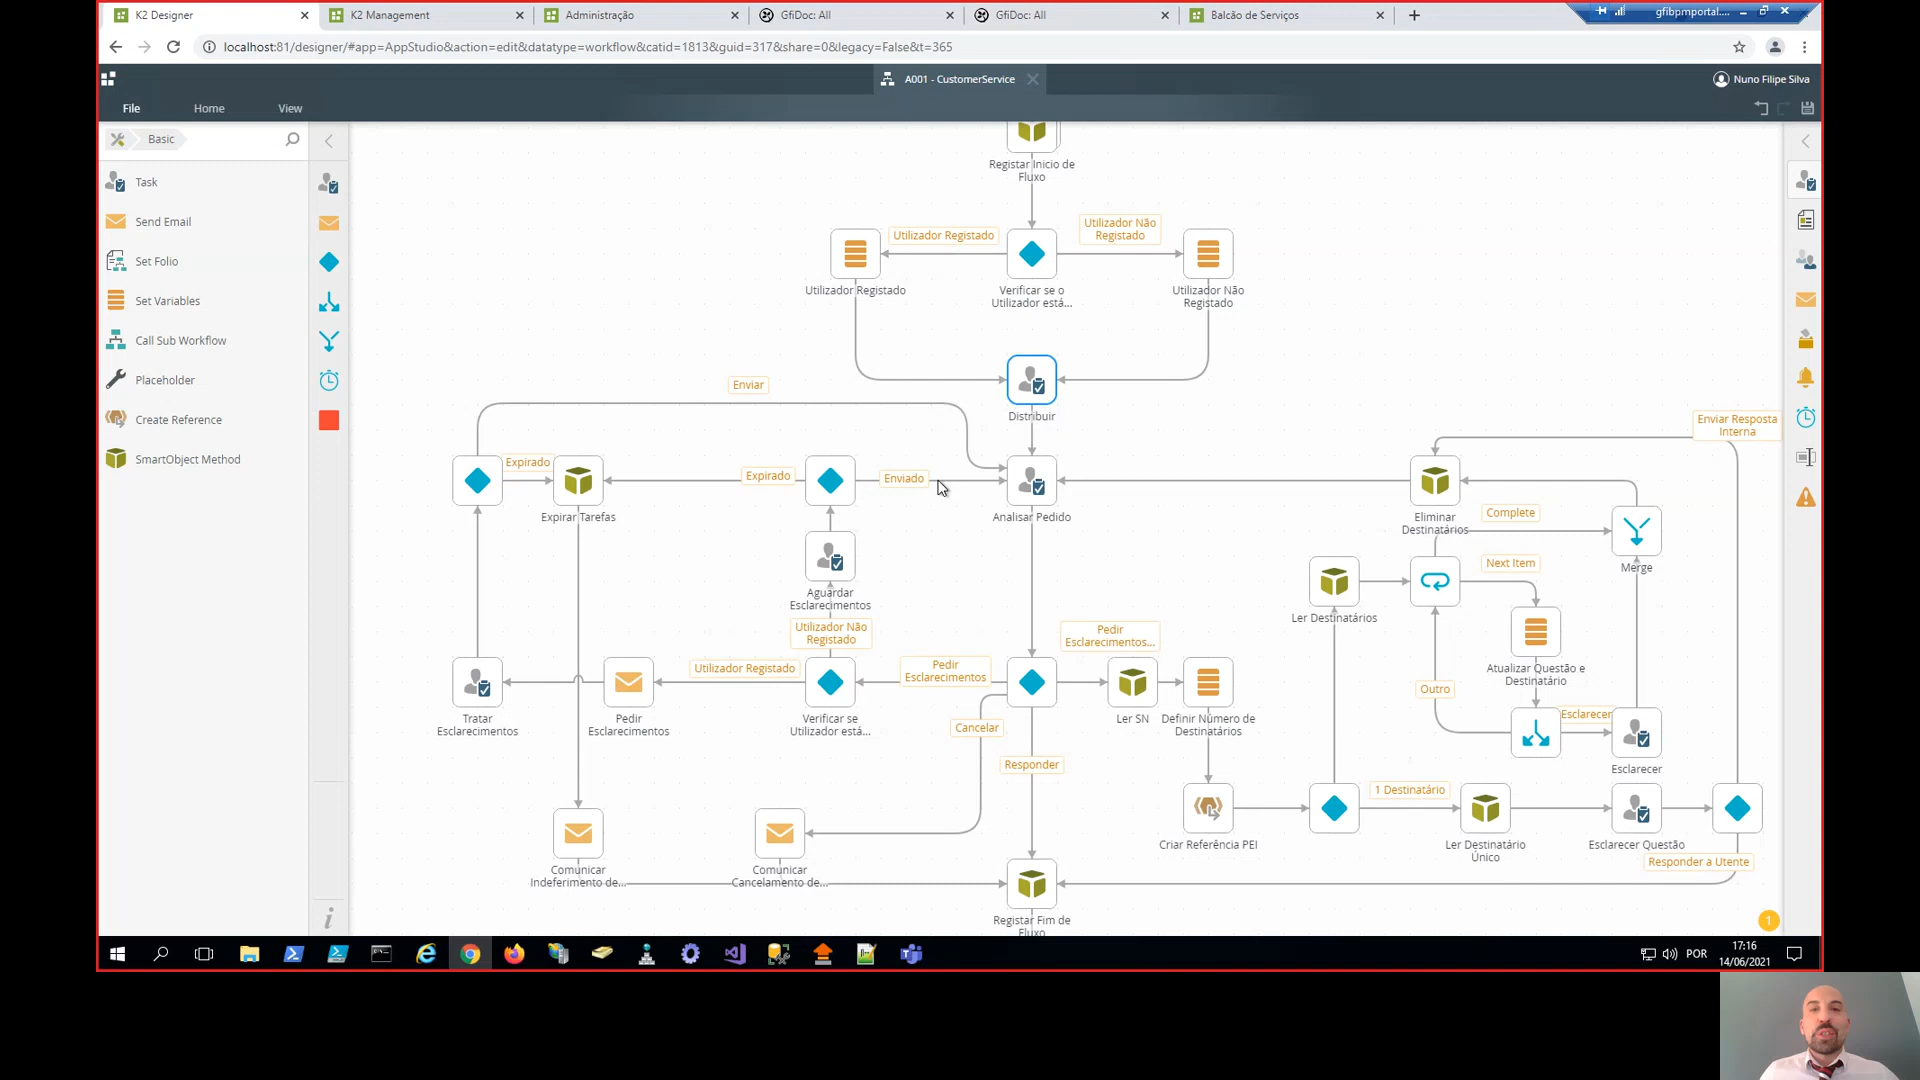 K2 Designer
K2 Management
Administração
GfiDoc: All
GfiDoc: All
Balcão de Serviços
gfibpmportal....
localhost:81/designer/#app=AppStudio&action=edit&datatype=workflow&catid=1813&guid=317&share=0&legacy=False&t=365
A001 - CustomerService
Nuno Filipe Silva
File
Home
View
Basic
Task
Send Email
Set Folio
Set Variables
Call Sub Workflow
Placeholder
Create Reference
SmartObject Method
Registar Inicio de
Fluxo
Utilizador Registado
Utilizador Não
Registado
Utilizador Registado
Verificar se o
Utilizador está...
Utilizador Não
Registado
Enviar
Distribuir
Enviar Resposta
Interna
Expirado
Expirado
Enviado
Expirar Tarefas
Analisar Pedido
Eliminar
Destinatários
Complete
Merge
Next Item
Aguardar
Esclarecimentos
Ler Destinatários
Utilizador Não
Registado
Pedir
Esclarecimentos...
Atualizar Questão e
Destinatário
Utilizador Registado
Pedir
Esclarecimentos
Outro
Tratar
Esclarecimentos
Pedir
Esclarecimentos
Verificar se
Utilizador está...
Cancelar
Ler SN
Definir Número de
Destinatários
Esclarecer
Esclarecer
Responder
1 Destinatário
Criar Referência PEI
Ler Destinatário
Único
Esclarecer Questão
Responder a Utente
Comunicar
Indeferimento de...
Comunicar
Cancelamento de...
Registar Fim de
Fluxo
1
POR
17:16
14/06/2021